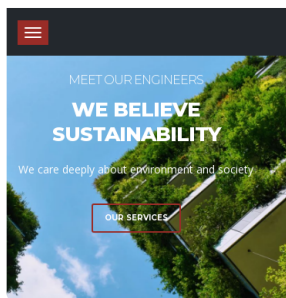 MEET OUR ENGINEERS
WE BELIEVE
SUSTAINABILITY
We care deeply about environment and society
OUR SERVICES